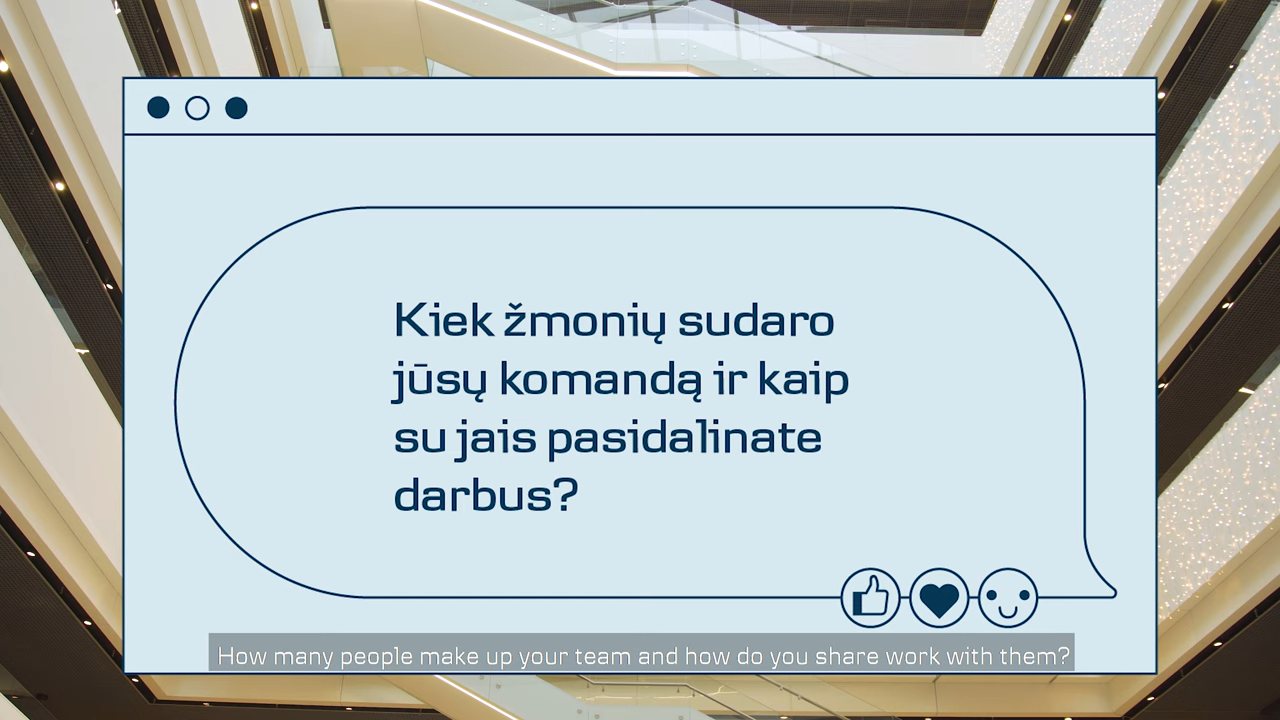 Kiek žmonių sudaro
jūsų komandą ir kaip
su jais pasidalinate
darbus?
How many people make up your team and how do you share work with them?